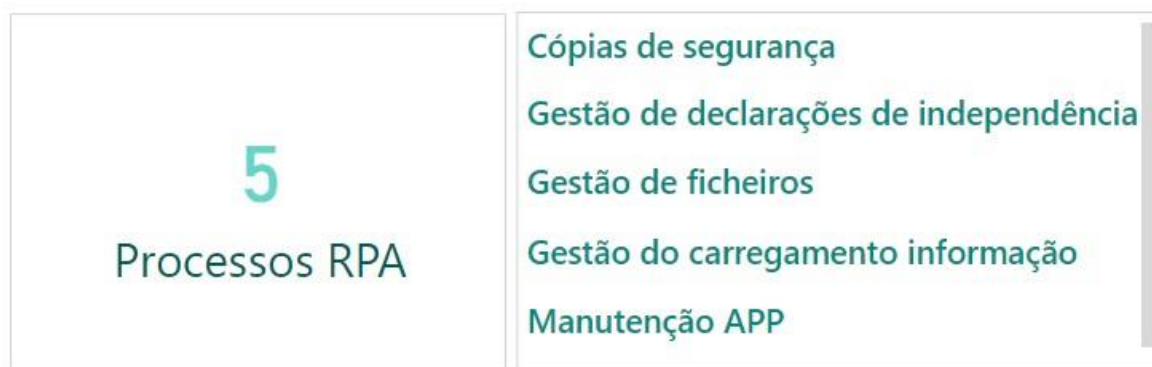 5
Processos RPA
Cópias de segurança
Gestão de declarações de independência
Gestão de ficheiros
Gestão do carregamento informação
Manutenção APP